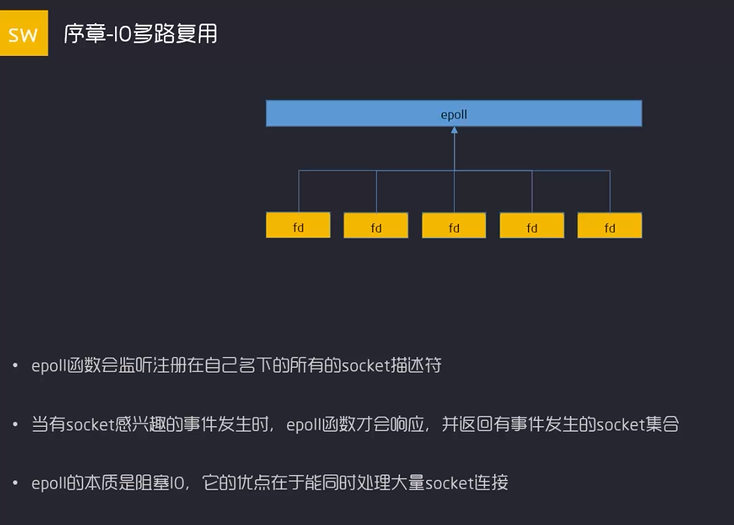 SW
序章-IO多路复用
epoll
fd fd fd fd fd
• epoll函数会监听注册在自己名下的所有的socket描述符
• 当有socket感兴趣的事件发生时，epoll函数才会响应，并返回有事件发生的socket集合
• epoll的本质是阻塞IO，它的优点在于能同时处理大量socket连接